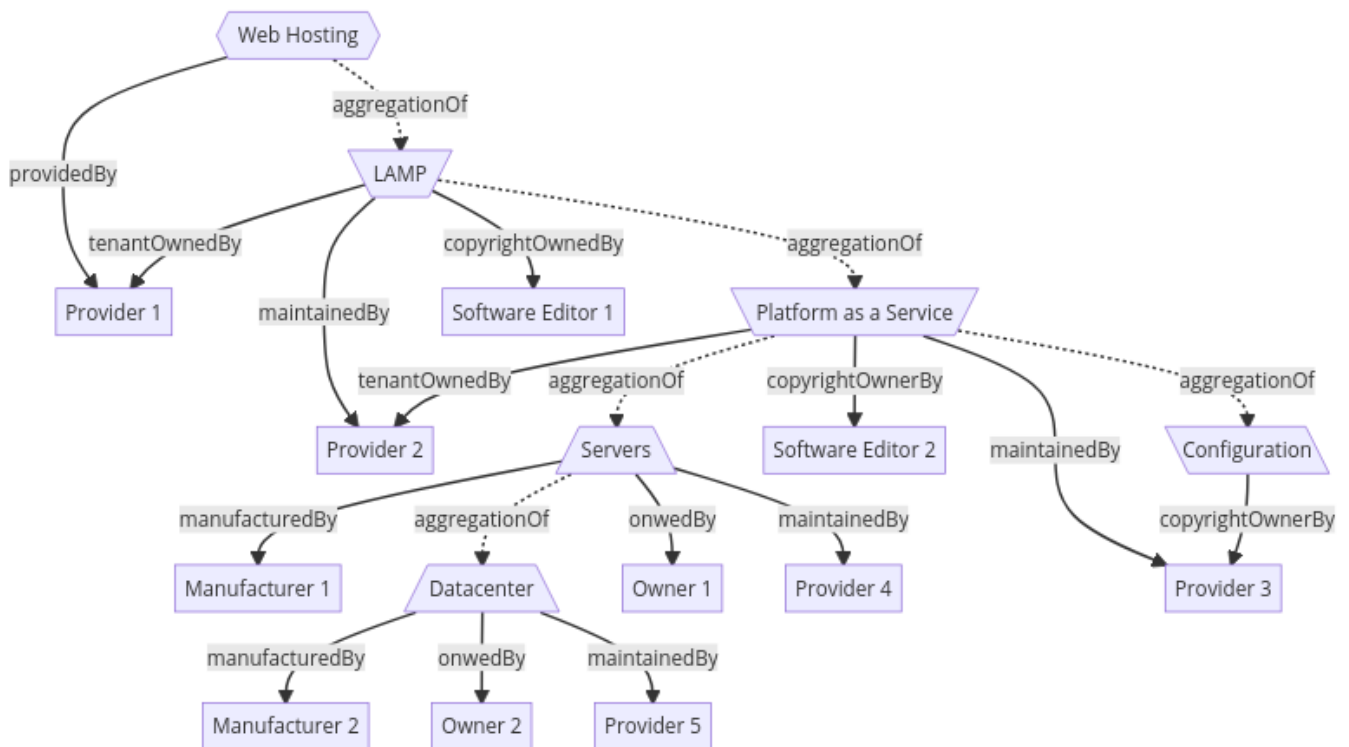 Web Hosting
aggregationOf
providedBy
LAMP
tenantOwnedBy
copyrightOwnedBy
aggregationOf
Provider 1
maintainedBy
Software Editor 1
Platform as a Service
tenantOwnedBy
aggregationOf
copyrightOwnerBy
aggregationOf
Provider 2
Servers
Software Editor 2
maintainedBy
Configuration
manufacturedBy
aggregationOf
onwedBy
maintainedBy
copyrightOwnerBy
Manufacturer 1
Datacenter
Owner 1
Provider 4
Provider 3
manufacturedBy
onwedBy
maintainedBy
Manufacturer 2
Owner 2
Provider 5